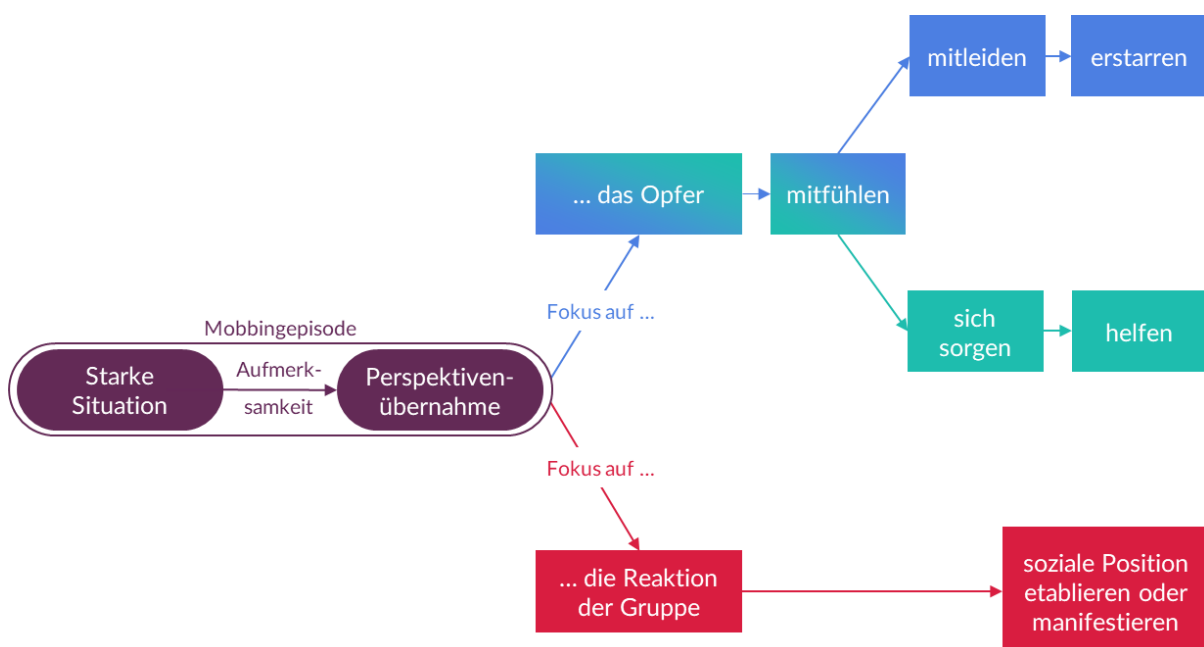 mitleiden
erstarren
... das Opfer
mitfühlen
Fokus auf ...
sich
sorgen
helfen
Mobbingepisode
Starke
Situation
Aufmerk-
samkeit
Perspektiven-
übernahme
Fokus auf ...
... die Reaktion
der Gruppe
soziale Position
etablieren oder
manifestieren